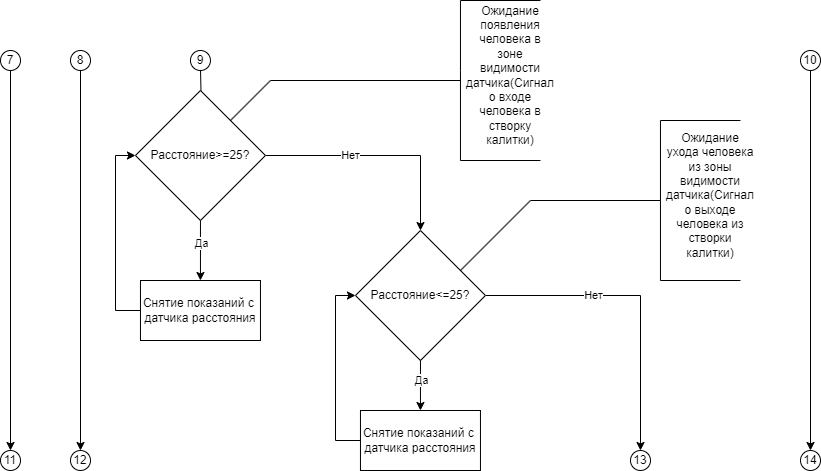 Ожидание
появления
человека в
зоне
видимости
датчика(Сигнал
о входе
человека в
створку
калитки)
7
8
9
10
Расстояние>=25?
Нет
Ожидание
ухода человека
из зоны
видимости
датчика(Сигнал
о выходе
человека из
створки
калитки)
Да
Снятие показаний с
датчика расстояния
Расстояние<=25?
Нет
Да
Снятие показаний с
датчика расстояния
11
12
13
14